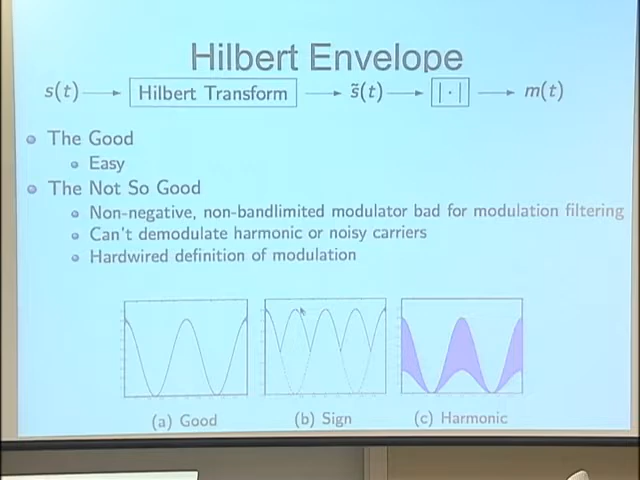 Hilbert Envelope
s(t) Hilbert Transform s̃(t) |·| m(t)
The Good
Easy
The Not So Good
Non-negative, non-bandlimited modulator bad for modulation filtering
Can't demodulate harmonic or noisy carriers
Hardwired definition of modulation
(a) Good (b) Sign (c) Harmonic